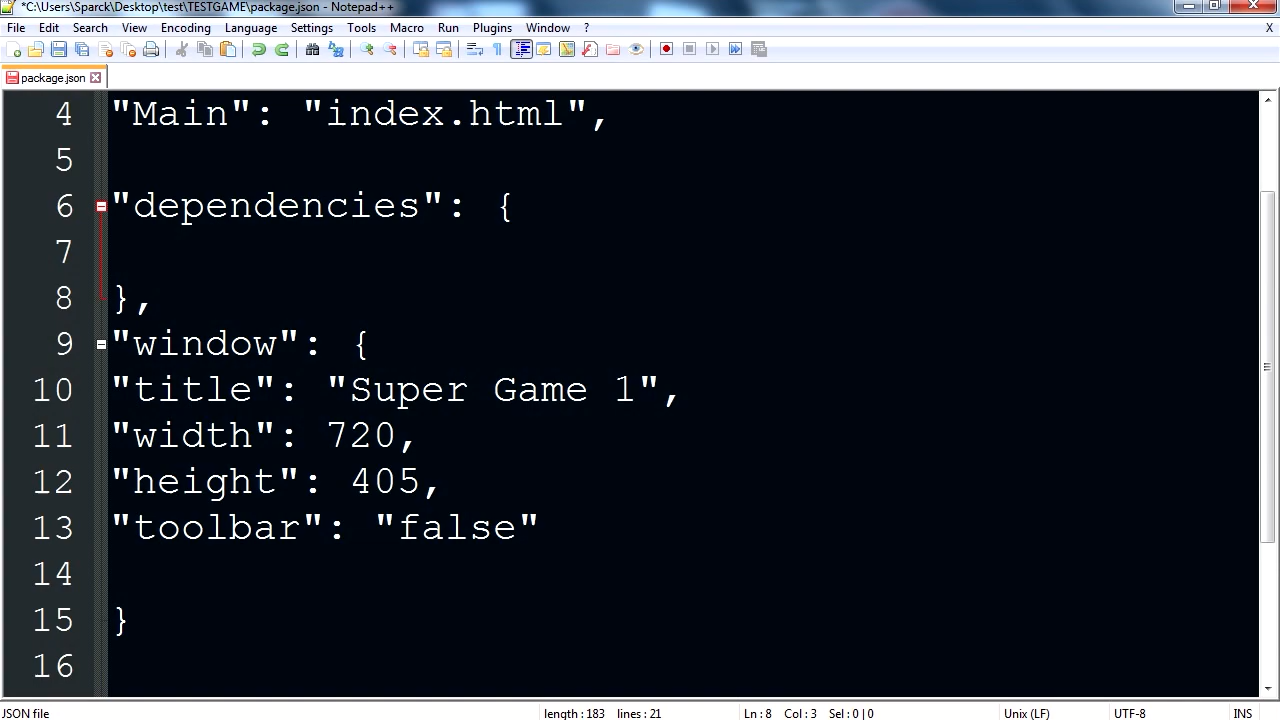 *C:\Users\Sparck\Desktop\test\TESTGAME\package.json - Notepad++
File Edit Search View Encoding Language Settings Tools Macro Run Plugins Window ? X
package.json
4 "Main": "index.html",
5
6 "dependencies": {
7
8 },
9 "window": {
10 "title": "Super Game 1",
11 "width": 720,
12 "height": 405,
13 "toolbar": "false"
14
15 }
16
JSON file length : 183 lines : 21 Ln : 8 Col : 3 Sel : 0 | 0 Unix (LF) UTF-8 INS